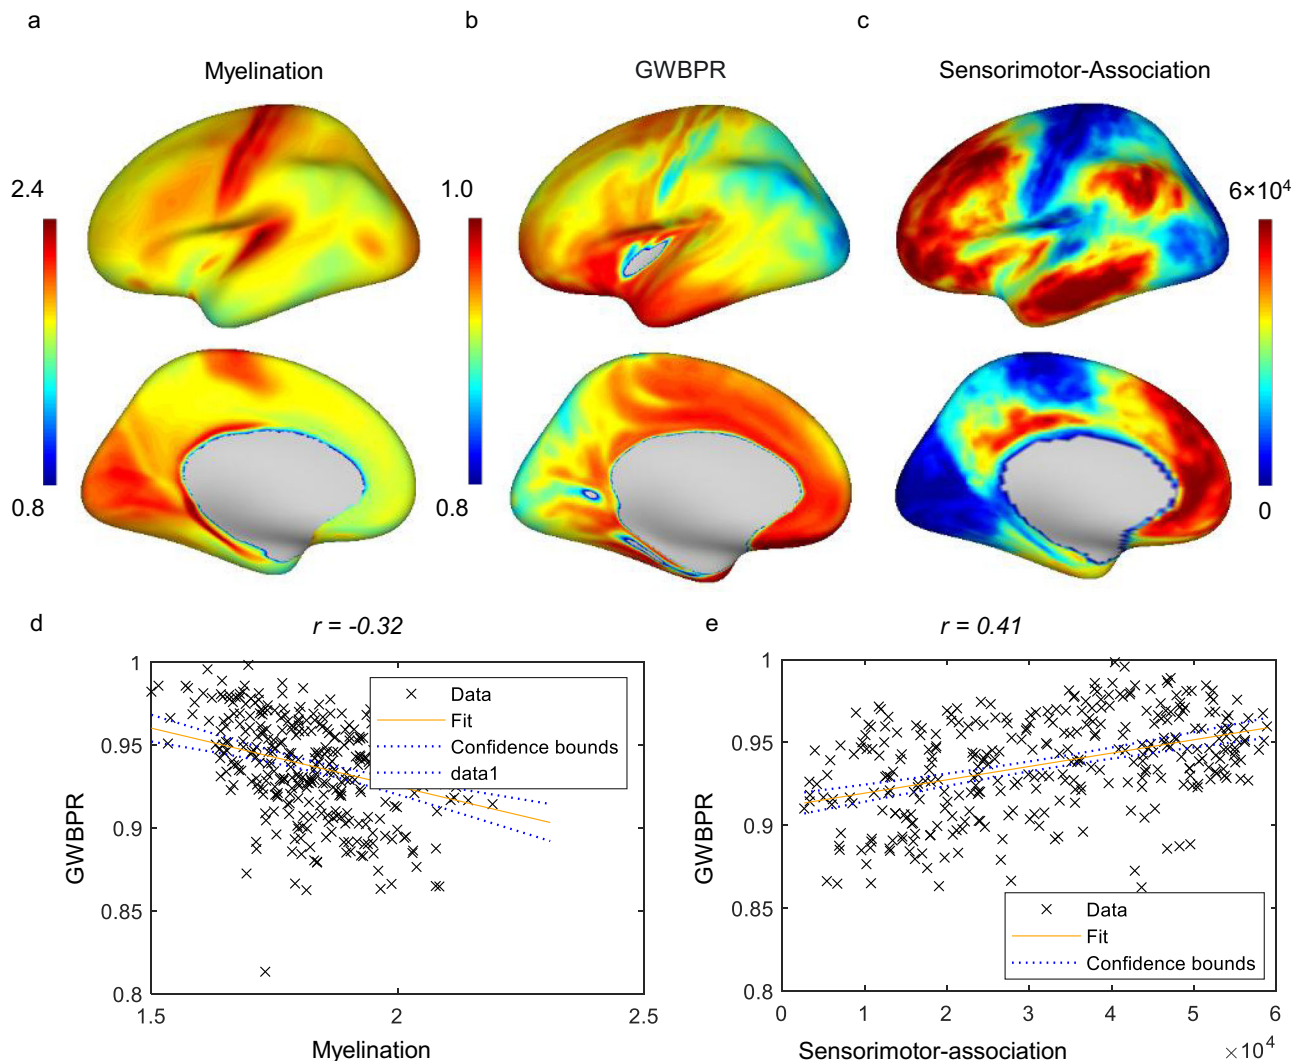 a
b
c
Myelination
GWBPR
Sensorimotor-Association
2.4
1.0
6×10⁴
0.8
0.8
0
d
r = -0.32
e
r = 0.41
1
0.95
0.9
0.85
0.8
GWBPR
Data
Fit
Confidence bounds
data1
1.5
2
2.5
Myelination
1
0.95
0.9
0.85
0.8
GWBPR
Data
Fit
Confidence bounds
0
1
2
3
4
5
6
Sensorimotor-association
×10⁴